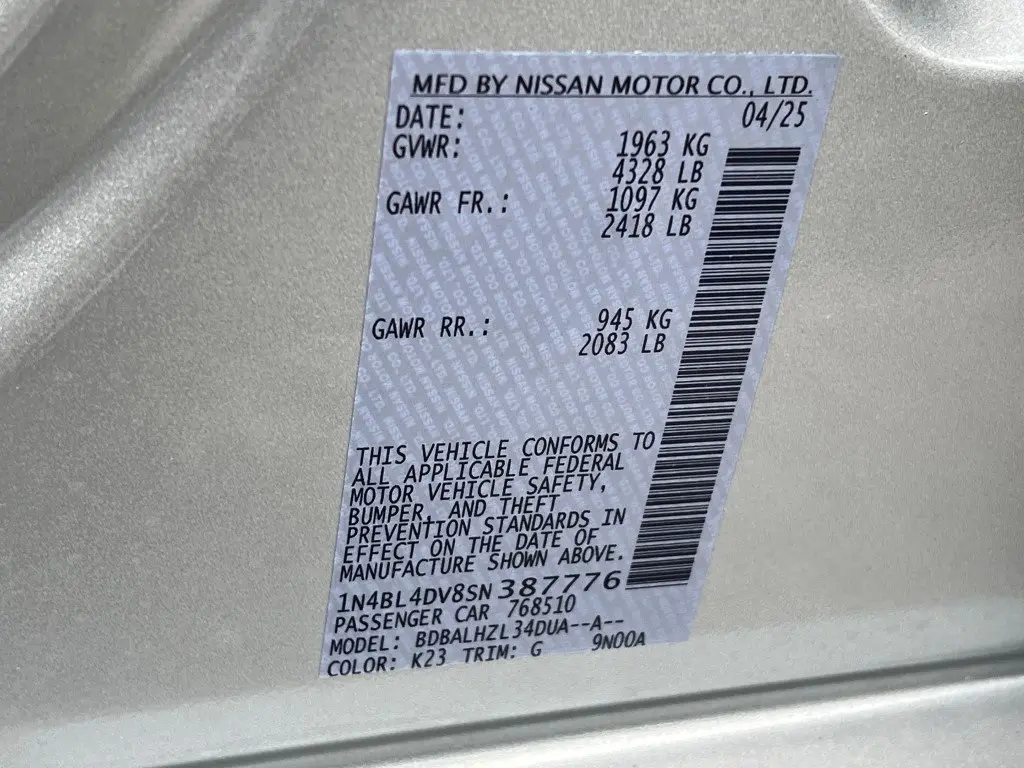 MFD BY NISSAN MOTOR CO., LTD.
DATE: 04/25
GVWR: 1963 KG
4328 LB
GAWR FR.: 1097 KG
2418 LB
GAWR RR.: 945 KG
2083 LB
THIS VEHICLE CONFORMS TO
ALL APPLICABLE FEDERAL
MOTOR VEHICLE SAFETY,
BUMPER, AND THEFT
PREVENTION STANDARDS IN
EFFECT ON THE DATE OF
MANUFACTURE SHOWN ABOVE.
1N4BL4DV8SN387776
PASSENGER CAR 768510
MODEL: BDBALHZL34DUA--A--
COLOR: K23 TRIM: G 9N00A